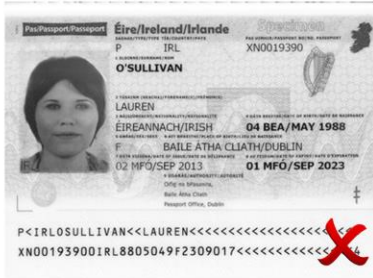 Pas/Passport/Passeport Éire/Ireland/Irlande Specimen
P IRL XN0019390
O'SULLIVAN
LAUREN
ÉIREANNACH/IRISH 04 BEA/MAY 1988
F BAILE ÁTHA CLIATH/DUBLIN
02 MFÓ/SEP 2013 01 MFÓ/SEP 2023
Oifig na bPasanna,
Baile Átha Cliath
Passport Office, Dublin
P<IRLOSULLIVAN<<LAUREN<<<<<<<<<<<<<<<<<
XN00193900IRL8805049F2309017<<<<<<<<<<<<